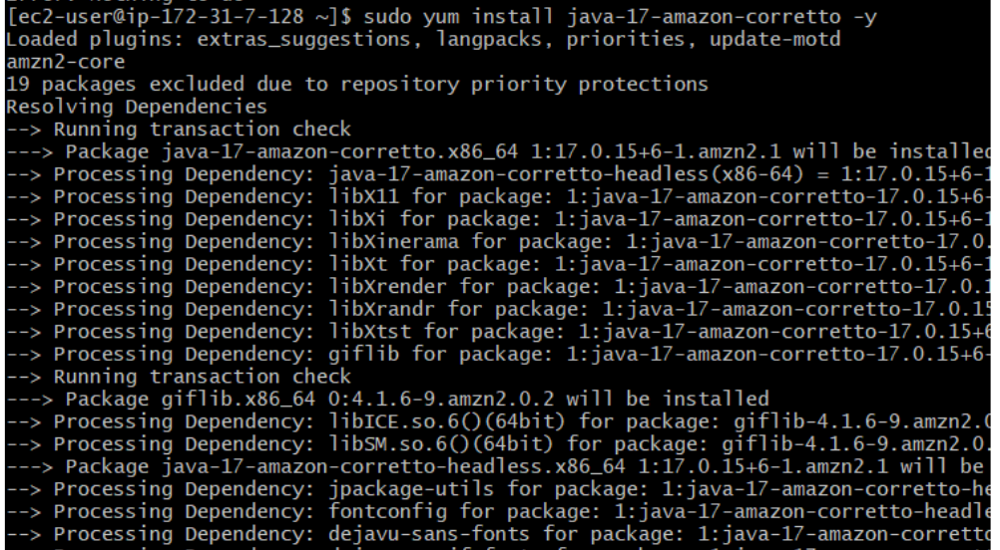 [ec2-user@ip-172-31-7-128 ~]$ sudo yum install java-17-amazon-corretto -y
Loaded plugins: extras_suggestions, langpacks, priorities, update-motd
amzn2-core
19 packages excluded due to repository priority protections
Resolving Dependencies
--> Running transaction check
---> Package java-17-amazon-corretto.x86_64 1:17.0.15+6-1.amzn2.1 will be installed
--> Processing Dependency: java-17-amazon-corretto-headless(x86-64) = 1:17.0.15+6-1
--> Processing Dependency: libX11 for package: 1:java-17-amazon-corretto-17.0.15+6-
--> Processing Dependency: libXi for package: 1:java-17-amazon-corretto-17.0.15+6-1
--> Processing Dependency: libXinerama for package: 1:java-17-amazon-corretto-17.0.
--> Processing Dependency: libXt for package: 1:java-17-amazon-corretto-17.0.15+6-1
--> Processing Dependency: libXrender for package: 1:java-17-amazon-corretto-17.0.1
--> Processing Dependency: libXrandr for package: 1:java-17-amazon-corretto-17.0.15
--> Processing Dependency: libXtst for package: 1:java-17-amazon-corretto-17.0.15+6
--> Processing Dependency: giflib for package: 1:java-17-amazon-corretto-17.0.15+6-
--> Running transaction check
---> Package giflib.x86_64 0:4.1.6-9.amzn2.0.2 will be installed
--> Processing Dependency: libICE.so.6()(64bit) for package: giflib-4.1.6-9.amzn2.0
--> Processing Dependency: libSM.so.6()(64bit) for package: giflib-4.1.6-9.amzn2.0.
---> Package java-17-amazon-corretto-headless.x86_64 1:17.0.15+6-1.amzn2.1 will be
--> Processing Dependency: jpackage-utils for package: 1:java-17-amazon-corretto-he
--> Processing Dependency: fontconfig for package: 1:java-17-amazon-corretto-headle
--> Processing Dependency: dejavu-sans-fonts for package: 1:java-17-amazon-corretto